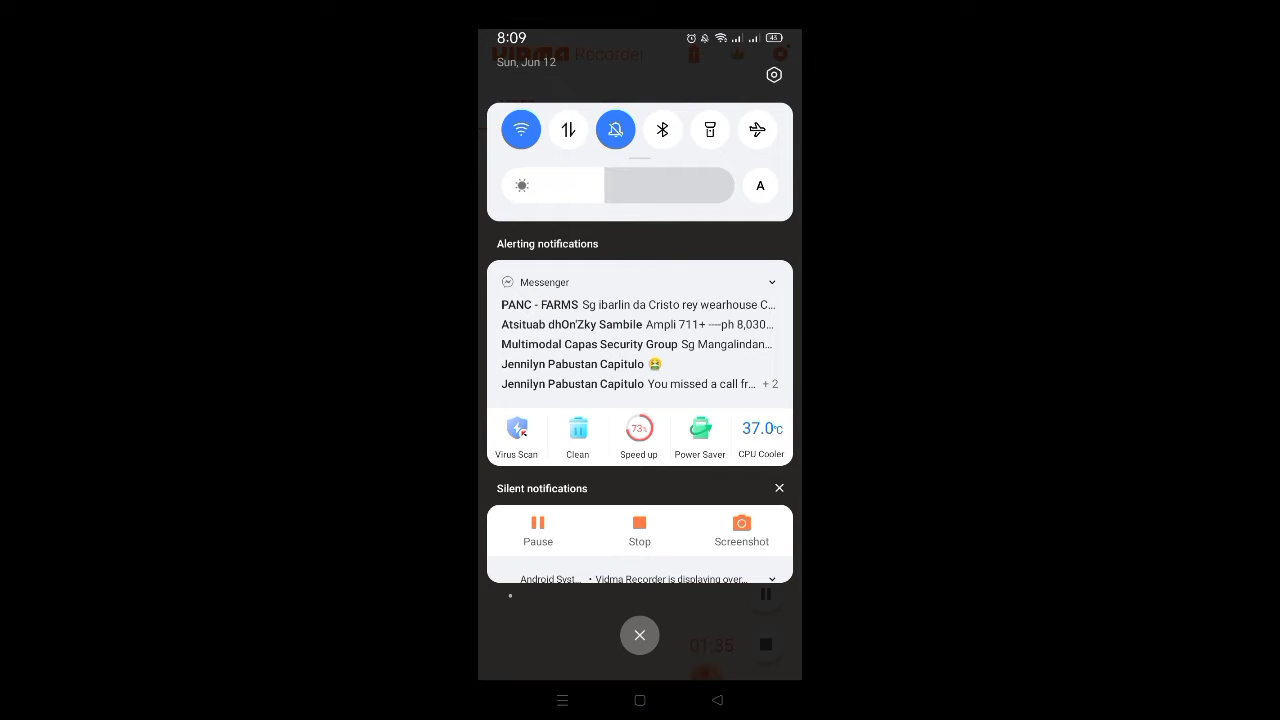 8:09
45
Vidma Recorder
Sun, Jun 12
A
Alerting notifications
Messenger
PANC - FARMS Sg ibarlin da Cristo rey wearhouse C...
Atsituab dhOn'Zky Sambile Ampli 711+ ----ph 8,030...
Multimodal Capas Security Group Sg Mangalindan...
Jennilyn Pabustan Capitulo 🤮
Jennilyn Pabustan Capitulo You missed a call fr... + 2
73%
37.0°C
Virus Scan Clean Speed up Power Saver CPU Cooler
Silent notifications
Pause Stop Screenshot
Android Syst... • Vidma Recorder is displaying over...
01:35